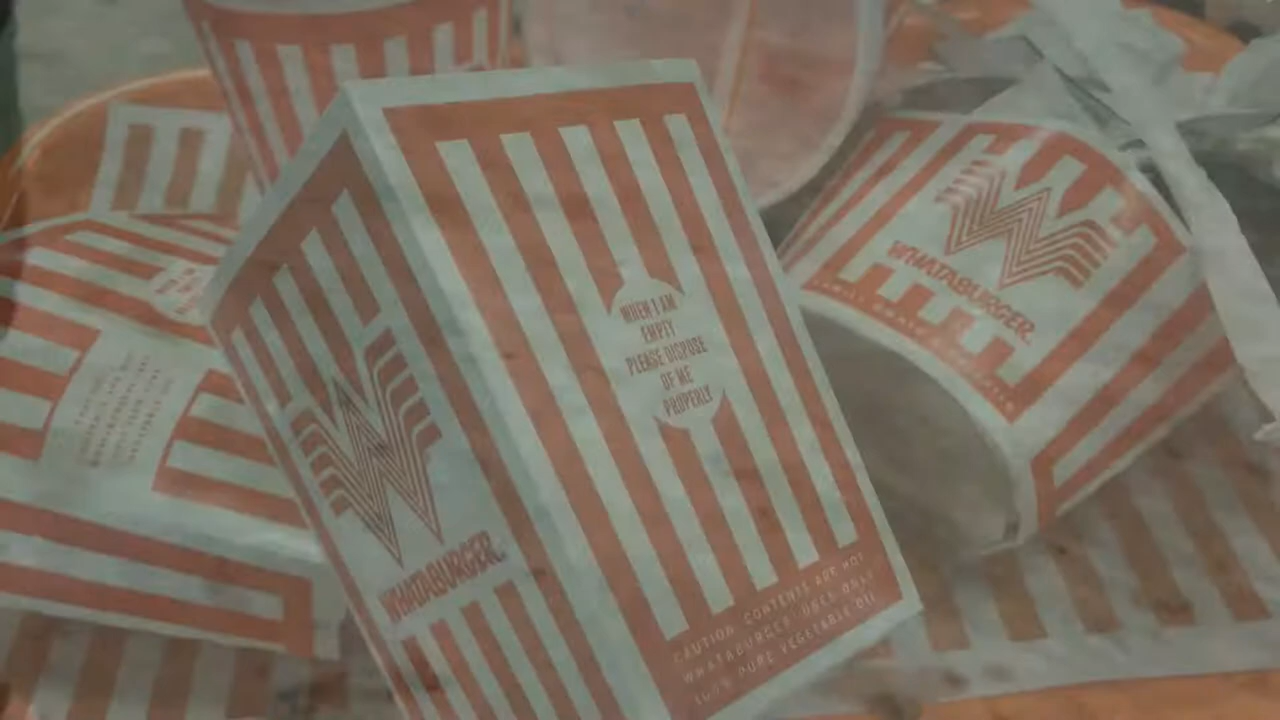 WHEN I AM
EMPTY
PLEASE DISPOSE
OF ME
PROPERLY
WHATABURGER
CAUTION CONTENTS ARE HOT
WHATABURGER USES ONLY
100% PURE VEGETABLE OIL
WHATABURGER